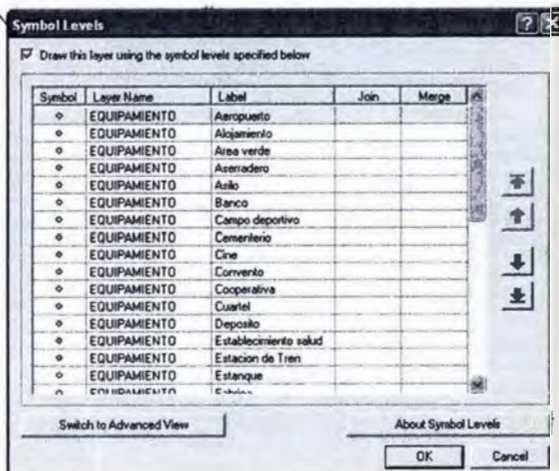 Symbol Levels
Draw this layer using the symbol levels specified below
Symbol Layer Name Label Join Merge
EQUIPAMIENTO Aeropuerto
EQUIPAMIENTO Alojamiento
EQUIPAMIENTO Area verde
EQUIPAMIENTO Aserradero
EQUIPAMIENTO Asilo
EQUIPAMIENTO Banco
EQUIPAMIENTO Campo deportivo
EQUIPAMIENTO Cementerio
EQUIPAMIENTO Cine
EQUIPAMIENTO Convento
EQUIPAMIENTO Cooperativa
EQUIPAMIENTO Cuartel
EQUIPAMIENTO Deposito
EQUIPAMIENTO Establecimiento salud
EQUIPAMIENTO Estacion de Tren
EQUIPAMIENTO Estanque
EQUIPAMIENTO
Switch to Advanced View About Symbol Levels
OK Cancel